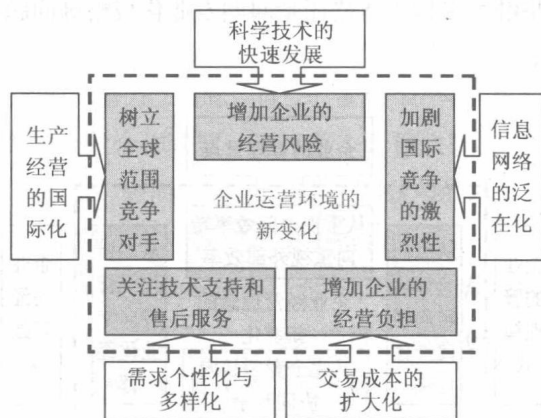 科学技术的
快速发展
生产
经营
的国
际化
树立
全球
范围
竞争
对手
增加企业的
经营风险
加剧
国际
竞争
的激
烈性
信息
网络
的泛
在化
企业运营环境的
新变化
关注技术支持和
售后服务
增加企业的
经营负担
需求个性化与
多样化
交易成本的
扩大化